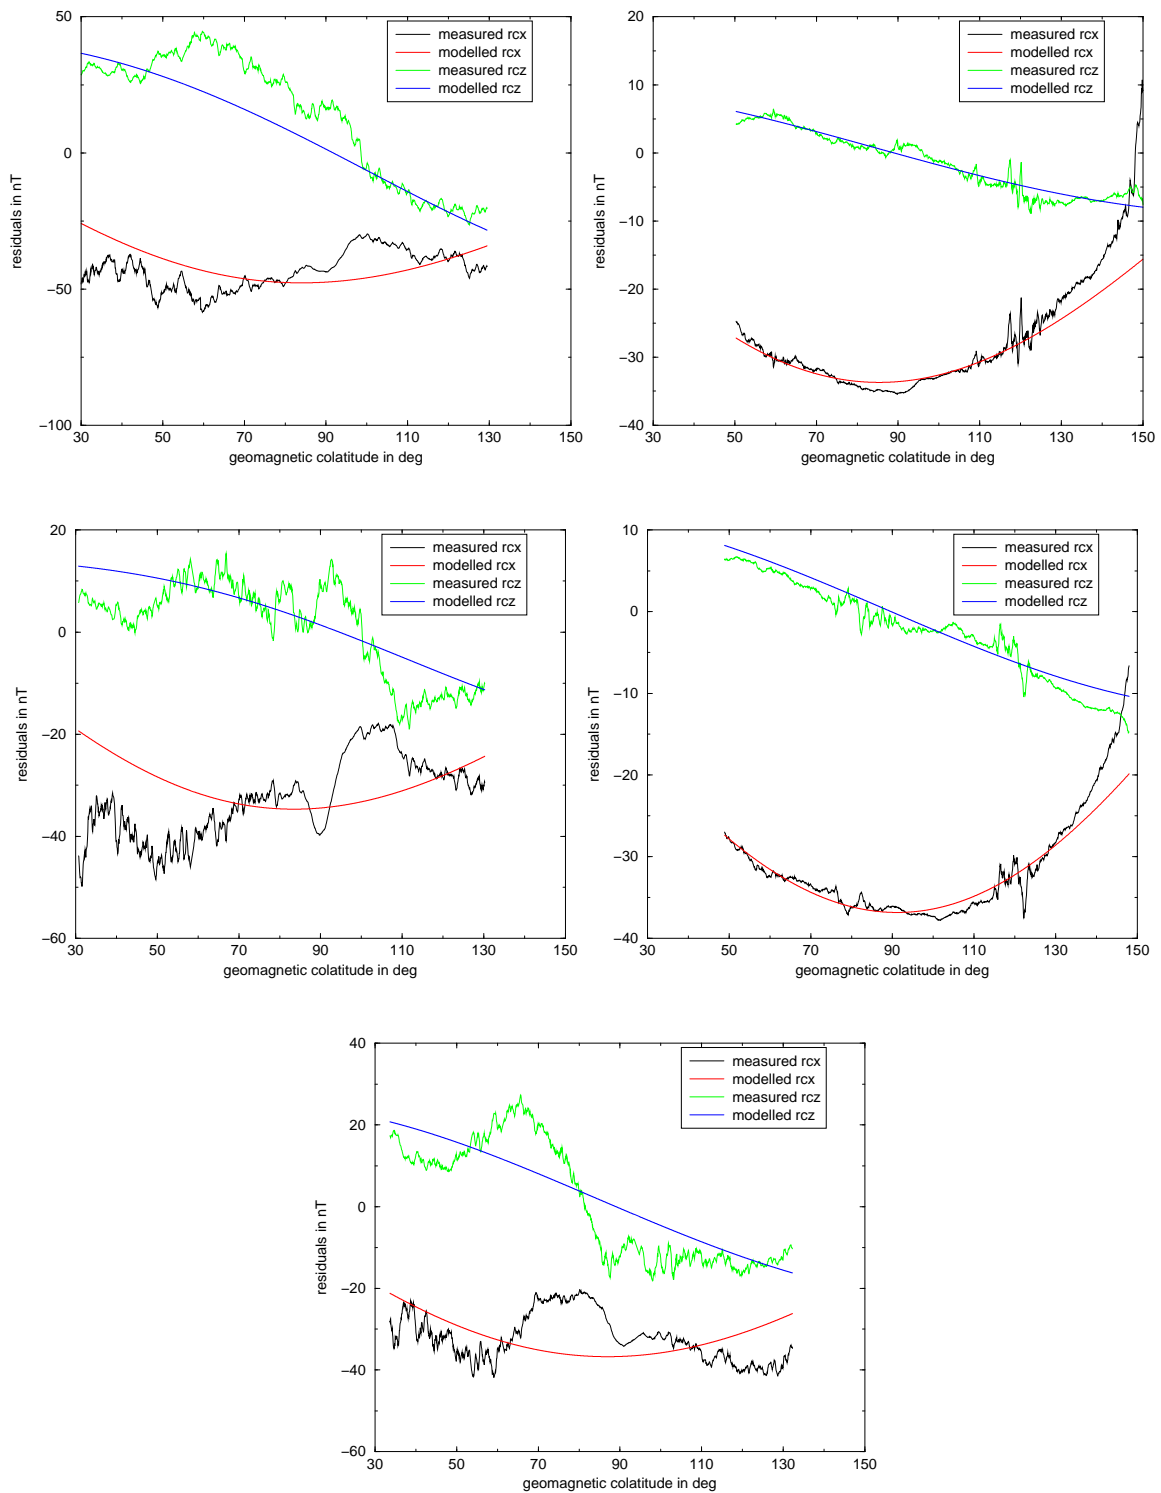 50
0
−50
−100
residuals in nT
30 50 70 90 110 130 150
geomagnetic colatitude in deg
measured rcx
modelled rcx
measured rcz
modelled rcz
20
10
0
−10
−20
−30
−40
residuals in nT
30 50 70 90 110 130 150
geomagnetic colatitude in deg
measured rcx
modelled rcx
measured rcz
modelled rcz
20
0
−20
−40
−60
residuals in nT
30 50 70 90 110 130 150
geomagnetic colatitude in deg
measured rcx
modelled rcx
measured rcz
modelled rcz
10
0
−10
−20
−30
−40
residuals in nT
30 50 70 90 110 130 150
geomagnetic colatitude in deg
measured rcx
modelled rcx
measured rcz
modelled rcz
40
20
0
−20
−40
−60
residuals in nT
30 50 70 90 110 130 150
geomagnetic colatitude in deg
measured rcx
modelled rcx
measured rcz
modelled rcz